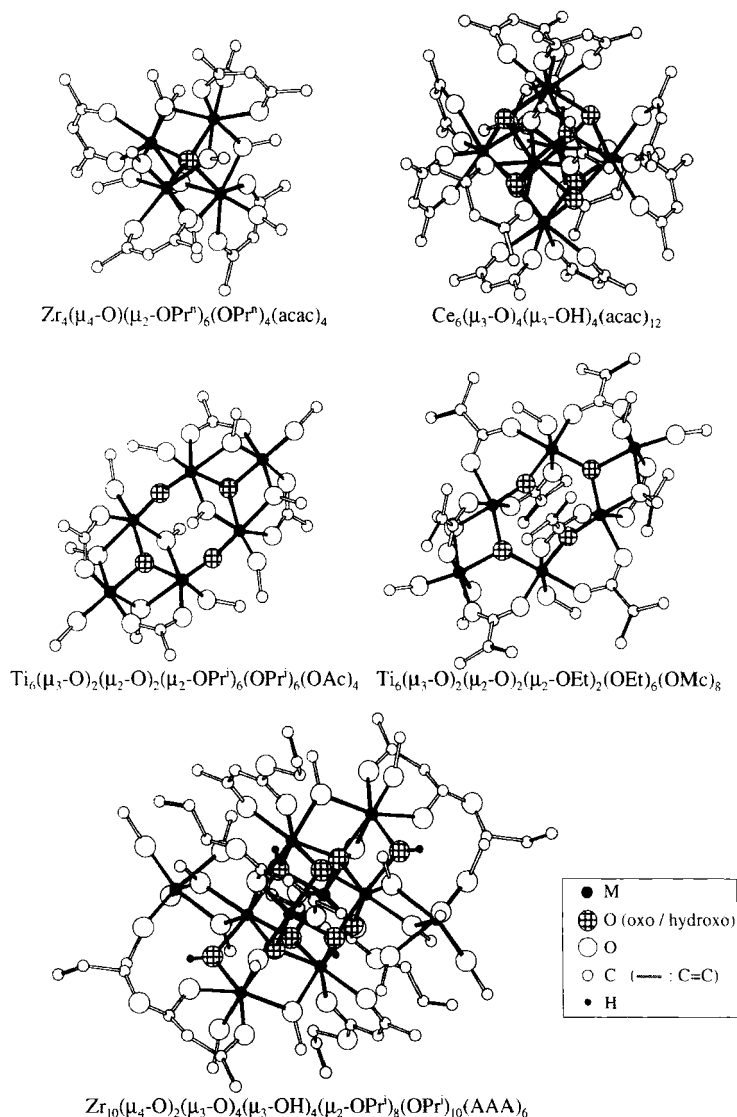 Zr₄(μ₄-O)(μ₂-OPrⁿ)₆(OPrⁿ)₄(acac)₄
Ce₆(μ₃-O)₄(μ₃-OH)₄(acac)₁₂
Ti₆(μ₃-O)₂(μ₂-O)₂(μ₂-OPrⁱ)₆(OPrⁱ)₆(OAc)₄
Ti₆(μ₃-O)₂(μ₂-O)₂(μ₂-OEt)₂(OEt)₆(OMc)₈
M
O (oxo / hydroxo)
O
C (— : C=C)
H
Zr₁₀(μ₄-O)₂(μ₃-O)₄(μ₃-OH)₄(μ₂-OPrⁱ)₈(OPrⁱ)₁₀(AAA)₆